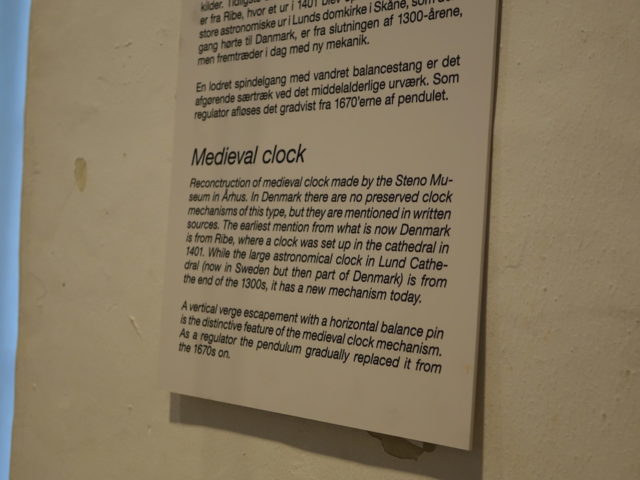 kilder. Tidligste
er fra Ribe, hvor et ur i 1401 blev
store astronomiske ur i Lunds domkirke i Skåne, som
gang hørte til Danmark, er fra slutningen af 1300-årene,
men fremtræder i dag med ny mekanik.
En lodret spindelgang med vandret balancestang er det
afgørende særtræk ved det middelalderlige urværk. Som
regulator afløses det gradvist fra 1670'erne af pendulet.
Medieval clock
Reconctruction of medieval clock made by the Steno Mu-
seum in Århus. In Denmark there are no preserved clock
mechanisms of this type, but they are mentioned in written
sources. The earliest mention from what is now Denmark
is from Ribe, where a clock was set up in the cathedral in
1401. While the large astronomical clock in Lund Cathe-
dral (now in Sweden but then part of Denmark) is from
the end of the 1300s, it has a new mechanism today.
A vertical verge escapement with a horizontal balance pin
is the distinctive feature of the medieval clock mechanism.
As a regulator the pendulum gradually replaced it from
the 1670s on.